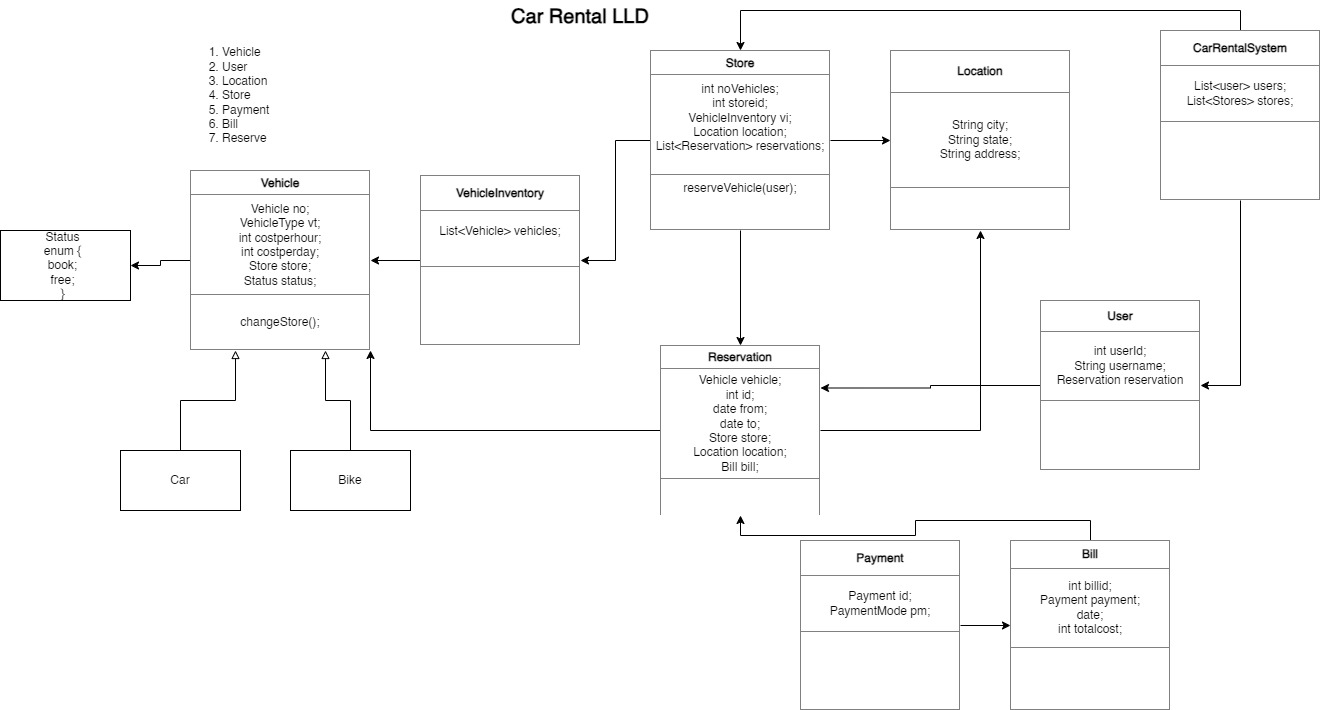 Car Rental LLD
1. Vehicle
2. User
3. Location
4. Store
5. Payment
6. Bill
7. Reserve
Store
int noVehicles;
int storeid;
VehicleInventory vi;
Location location;
List<Reservation> reservations;
reserveVehicle(user);
Location
String city;
String state;
String address;
CarRentalSystem
List<user> users;
List<Stores> stores;
Status
enum {
book;
free;
}
Vehicle
Vehicle no;
VehicleType vt;
int costperhour;
int costperday;
Store store;
Status status;
changeStore();
VehicleInventory
List<Vehicle> vehicles;
Reservation
Vehicle vehicle;
int id;
date from;
date to;
Store store;
Location location;
Bill bill;
User
int userId;
String username;
Reservation reservation
Car
Bike
Payment
Payment id;
PaymentMode pm;
Bill
int billid;
Payment payment;
date;
int totalcost;